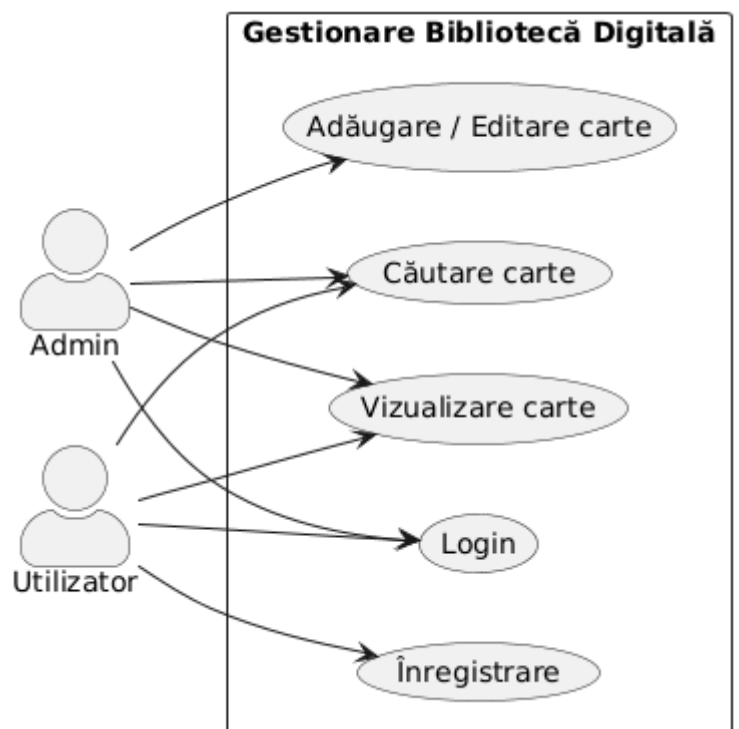 Gestionare Bibliotecă Digitală
Adăugare / Editare carte
Căutare carte
Admin
Vizualizare carte
Login
Utilizator
Înregistrare